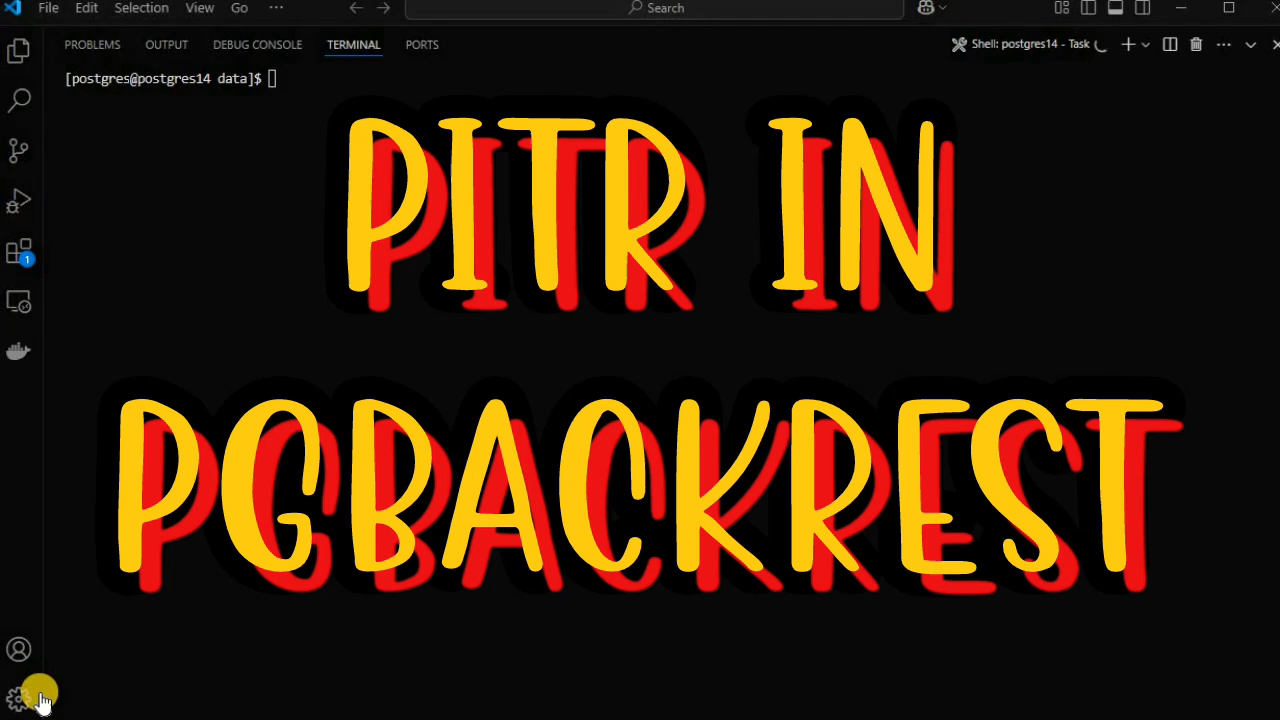 File Edit Selection View Go ··· Search
PROBLEMS OUTPUT DEBUG CONSOLE TERMINAL PORTS Shell: postgres14 - Task
[postgres@postgres14 data]$
PITR IN
1
PGBACKREST